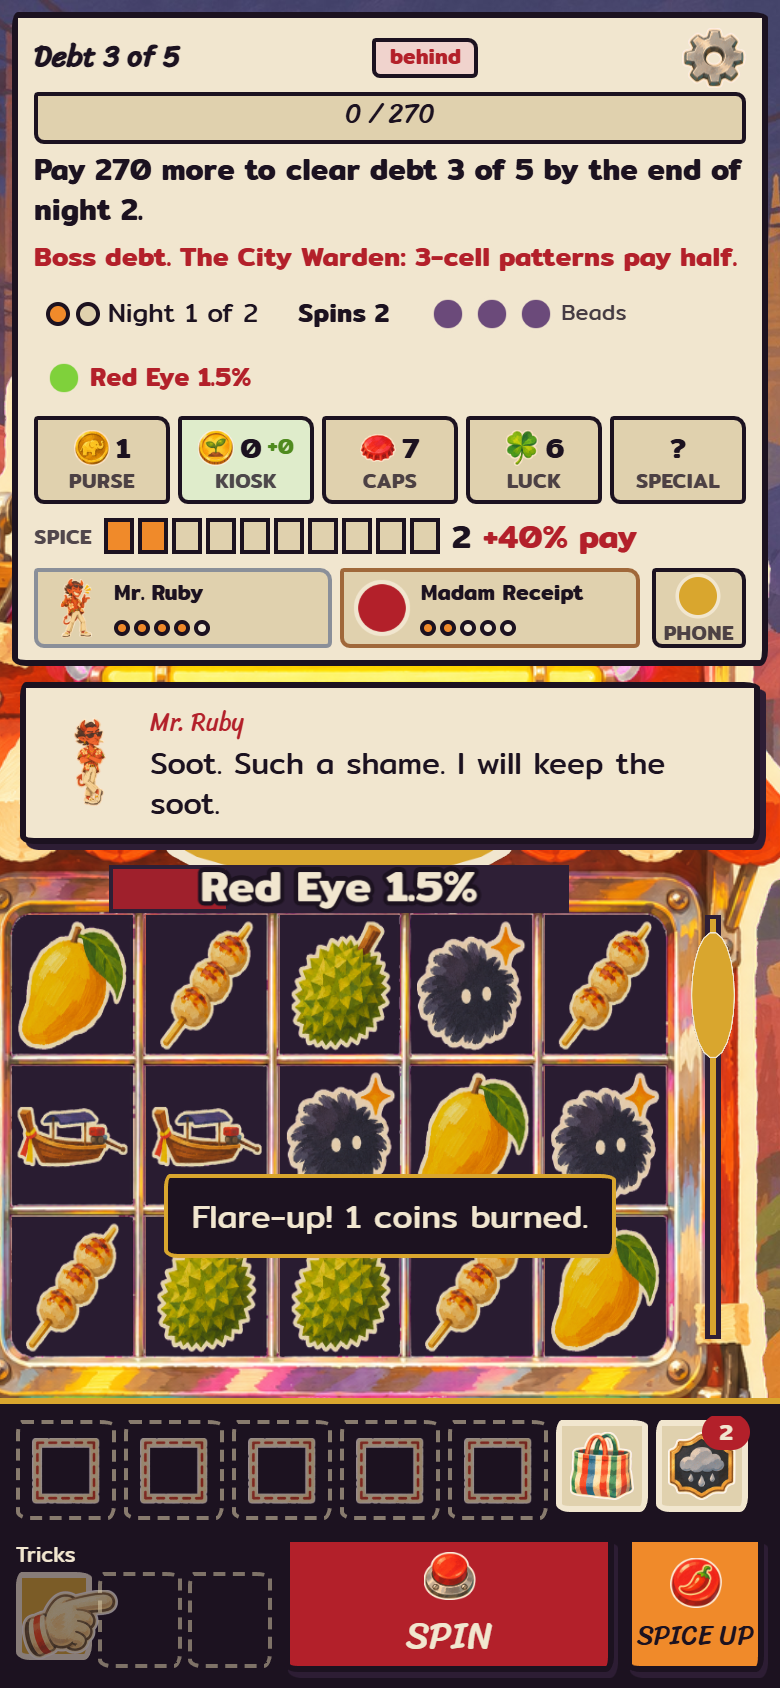 Debt 3 of 5
behind
0 / 270
Pay 270 more to clear debt 3 of 5 by the end of
night 2.
Boss debt. The City Warden: 3-cell patterns pay half.
Night 1 of 2
Spins 2
Beads
Red Eye 1.5%
1
PURSE
0 +0
KIOSK
7
CAPS
6
LUCK
?
SPECIAL
SPICE
2 +40% pay
Mr. Ruby
Madam Receipt
PHONE
Mr. Ruby
Soot. Such a shame. I will keep the
soot.
Red Eye 1.5%
Flare-up! 1 coins burned.
2
Tricks
SPIN
SPICE UP